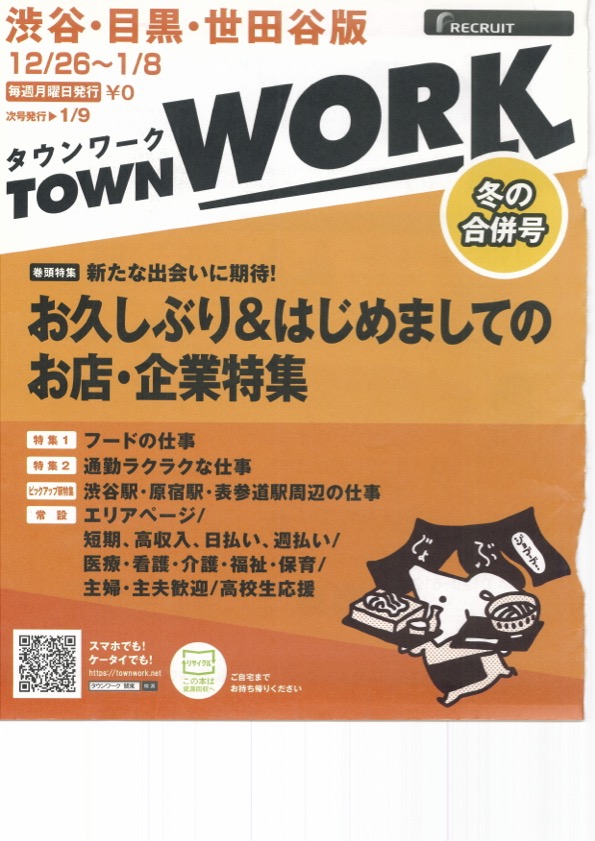 渋谷・目黒・世田谷版
RECRUIT
12/26〜1/8
毎週月曜日発行 ¥0
次号発行▶1/9
タウンワーク
TOWN WORK
冬の
合併号
巻頭特集 新たな出会いに期待!
お久しぶり&はじめましての
お店・企業特集
特集1 フードの仕事
特集2 通勤ラクラクな仕事
ピックアップ駅特集 渋谷駅・原宿駅・表参道駅周辺の仕事
常設 エリアページ/
短期、高収入、日払い、週払い/
医療・看護・介護・福祉・保育/
主婦・主夫歓迎/高校生応援
じょ ぶ
スマホでも!
ケータイでも!
https://townwork.net
タウンワーク 関東 検索
リサイクル
この本は
資源回収へ
ご自宅まで
お持ち帰りください